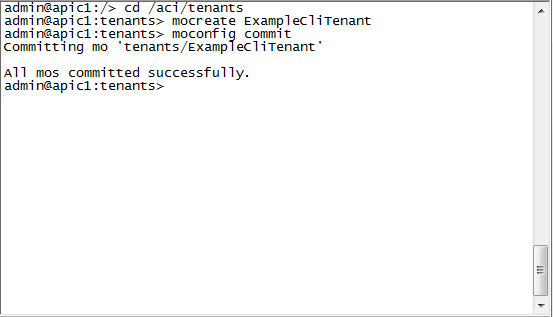 admin@apic1:/> cd /aci/tenants
admin@apic1:tenants> mocreate ExampleCliTenant
admin@apic1:tenants> moconfig commit
Committing mo 'tenants/ExampleCliTenant'
All mos committed successfully.
admin@apic1:tenants>